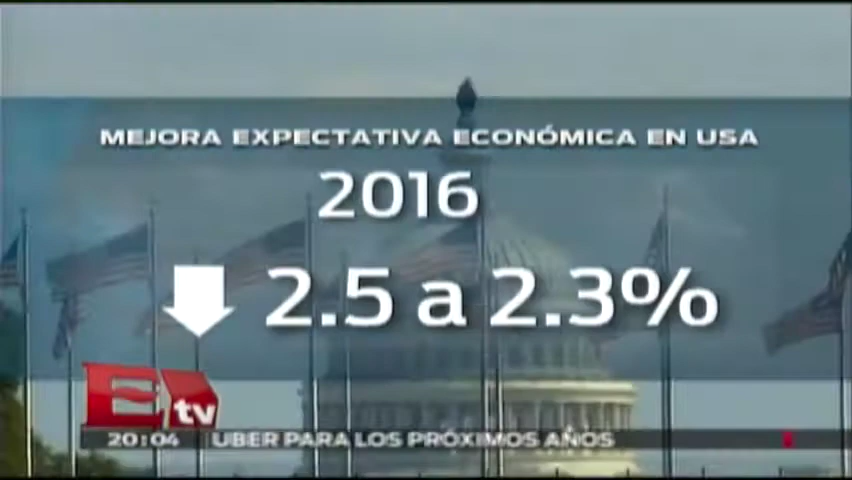 MEJORA EXPECTATIVA ECONÓMICA EN USA
2016
2.5 a 2.3%
E tv
20:04 UBER PARA LOS PRÓXIMOS AÑOS